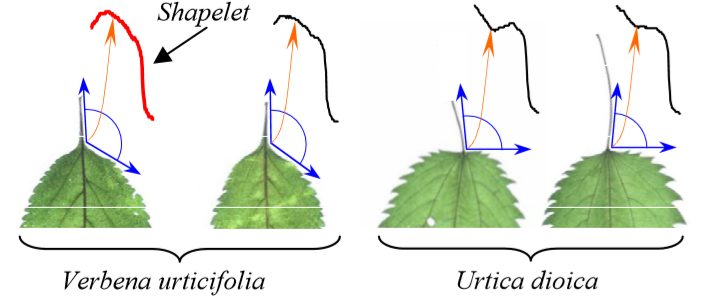 Shapelet
Verbena urticifolia
Urtica dioica